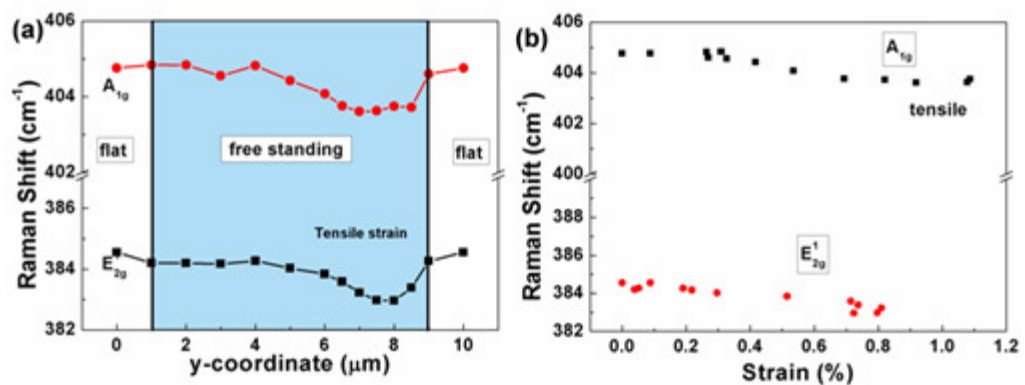 (a)
406
404
402
386
384
382
Raman Shift (cm⁻¹)
A₁g
E₂g
flat
free standing
flat
Tensile strain
0
2
4
6
8
10
y-coordinate (μm)
(b)
406
404
402
400
388
386
384
382
Raman Shift (cm⁻¹)
A₁g
tensile
E¹₂g
0.0
0.2
0.4
0.6
0.8
1.0
1.2
Strain (%)